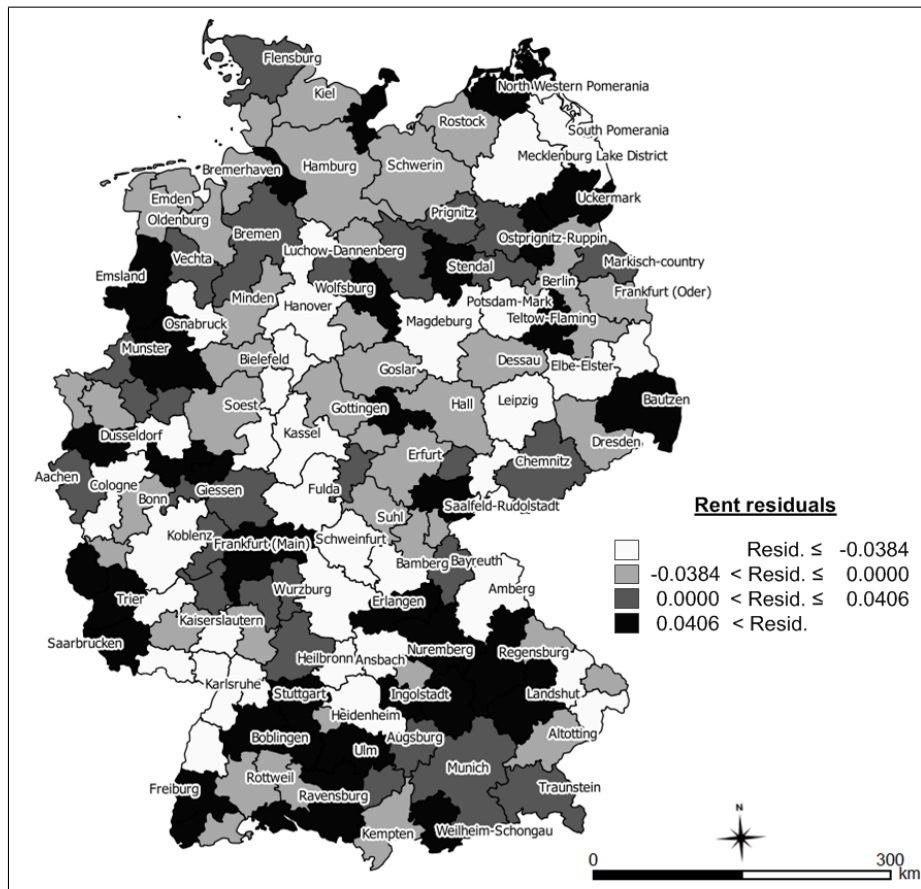 Flensburg
Kiel
North Western Pomerania
Rostock
South Pomerania
Mecklenburg Lake District
Hamburg
Schwerin
Bremerhaven
Emden
Oldenburg
Uckermark
Prignitz
Bremen
Ostprignitz-Ruppin
Luchow-Dannenberg
Vechta
Stendal
Markisch-country
Emsland
Berlin
Wolfsburg
Frankfurt (Oder)
Minden
Hanover
Potsdam-Mark
Magdeburg
Teltow-Flaming
Osnabruck
Munster
Bielefeld
Goslar
Dessau
Elbe-Elster
Bautzen
Soest
Gottingen
Hall
Leipzig
Düsseldorf
Kassel
Dresden
Erfurt
Chemnitz
Aachen
Cologne
Bonn
Giessen
Fulda
Saalfeld-Rudolstadt
Suhl
Koblenz
Frankfurt (Main)
Schweinfurt
Bamberg
Bayreuth
Amberg
Trier
Wurzburg
Erlangen
Kaiserslautern
Saarbrucken
Heilbronn
Ansbach
Nuremberg
Regensburg
Karlsruhe
Stuttgart
Ingolstadt
Landshut
Heidenheim
Boblingen
Ulm
Augsburg
Altotting
Munich
Freiburg
Rottweil
Ravensburg
Traunstein
Kempten
Weilheim-Schongau
Rent residuals
Resid. ≤ -0.0384
-0.0384 < Resid. ≤ 0.0000
0.0000 < Resid. ≤ 0.0406
0.0406 < Resid.
N
0 300
km